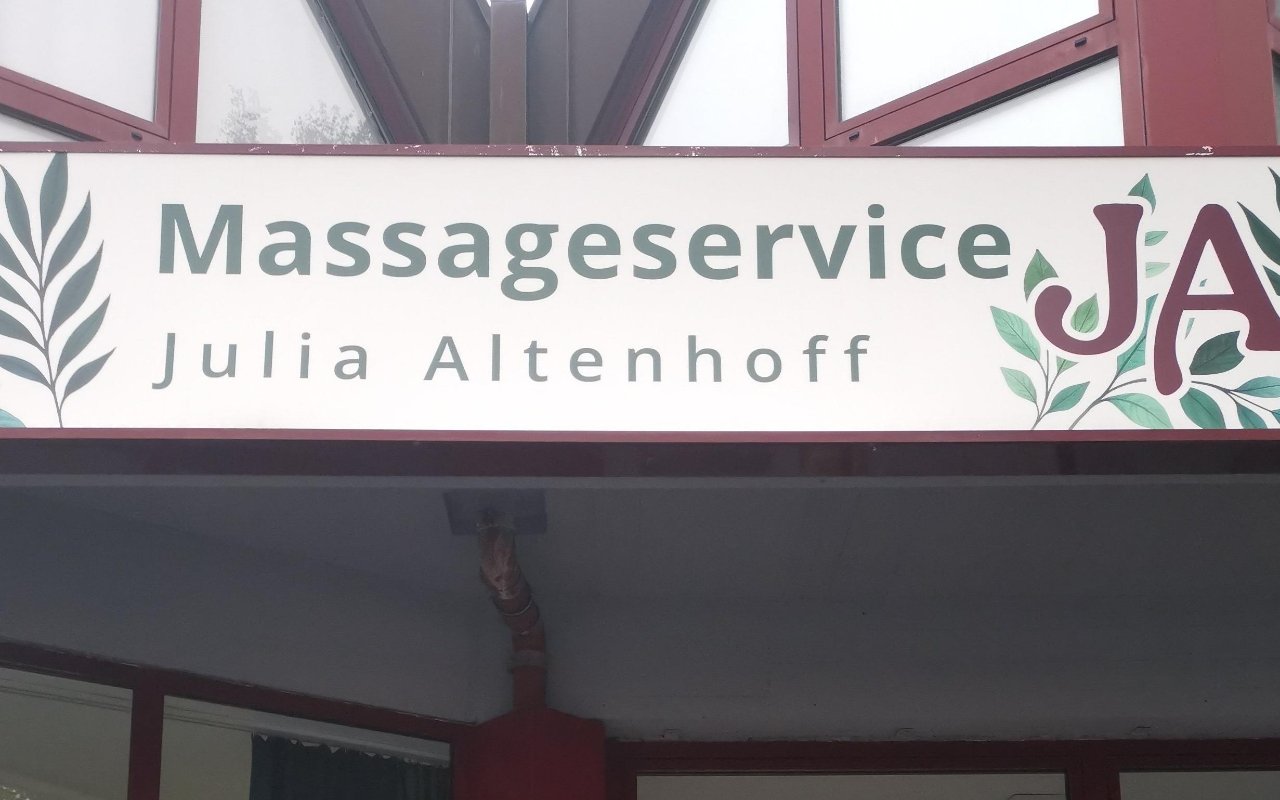 Massageservice
Julia Altenhoff
JA